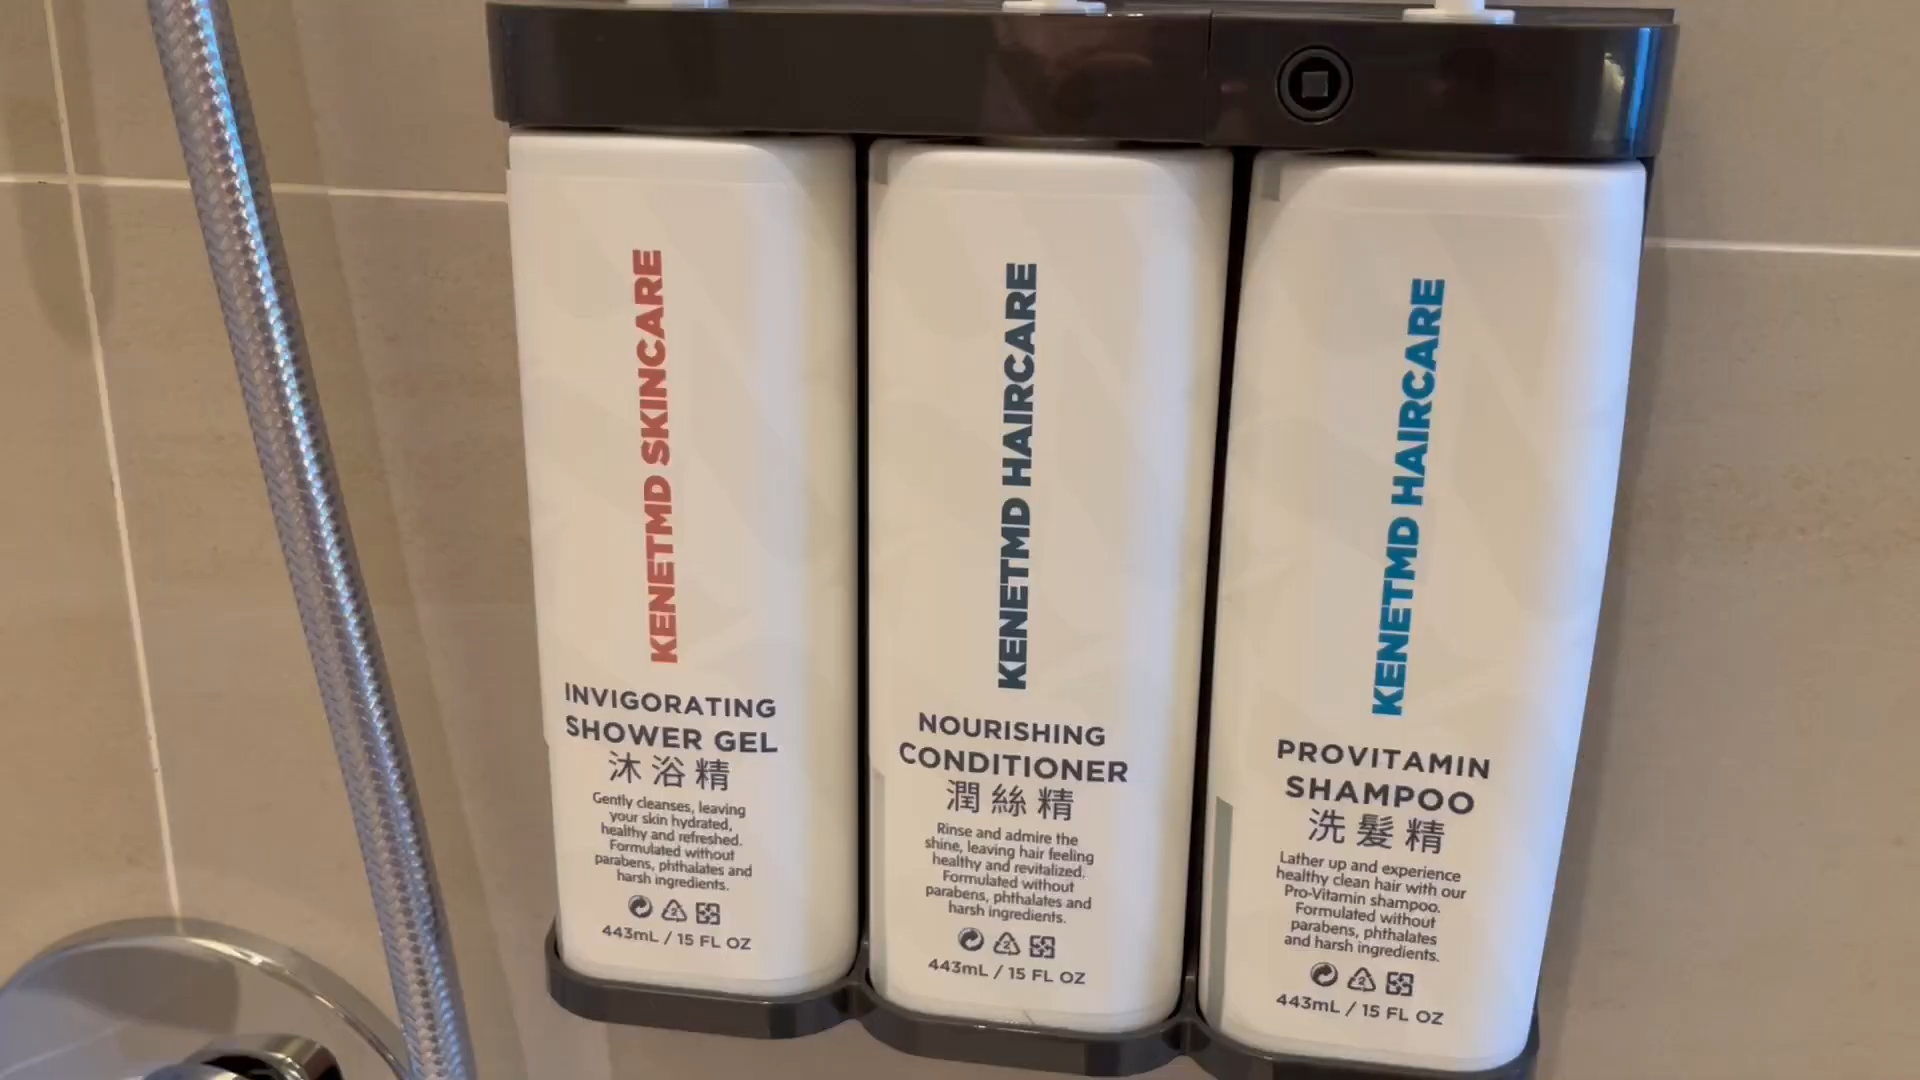 KENETMD SKINCARE
INVIGORATING
SHOWER GEL
沐浴精
Gently cleanses, leaving
your skin hydrated,
healthy and refreshed.
Formulated without
parabens, phthalates and
harsh ingredients.
2
443mL / 15 FL OZ
KENETMD HAIRCARE
NOURISHING
CONDITIONER
潤絲精
Rinse and admire the
shine, leaving hair feeling
healthy and revitalized.
Formulated without
parabens, phthalates and
harsh ingredients.
2
443mL / 15 FL OZ
KENETMD HAIRCARE
PROVITAMIN
SHAMPOO
洗髮精
Lather up and experience
healthy clean hair with our
Pro-Vitamin shampoo.
Formulated without
parabens, phthalates
and harsh ingredients.
2
443mL / 15 FL OZ